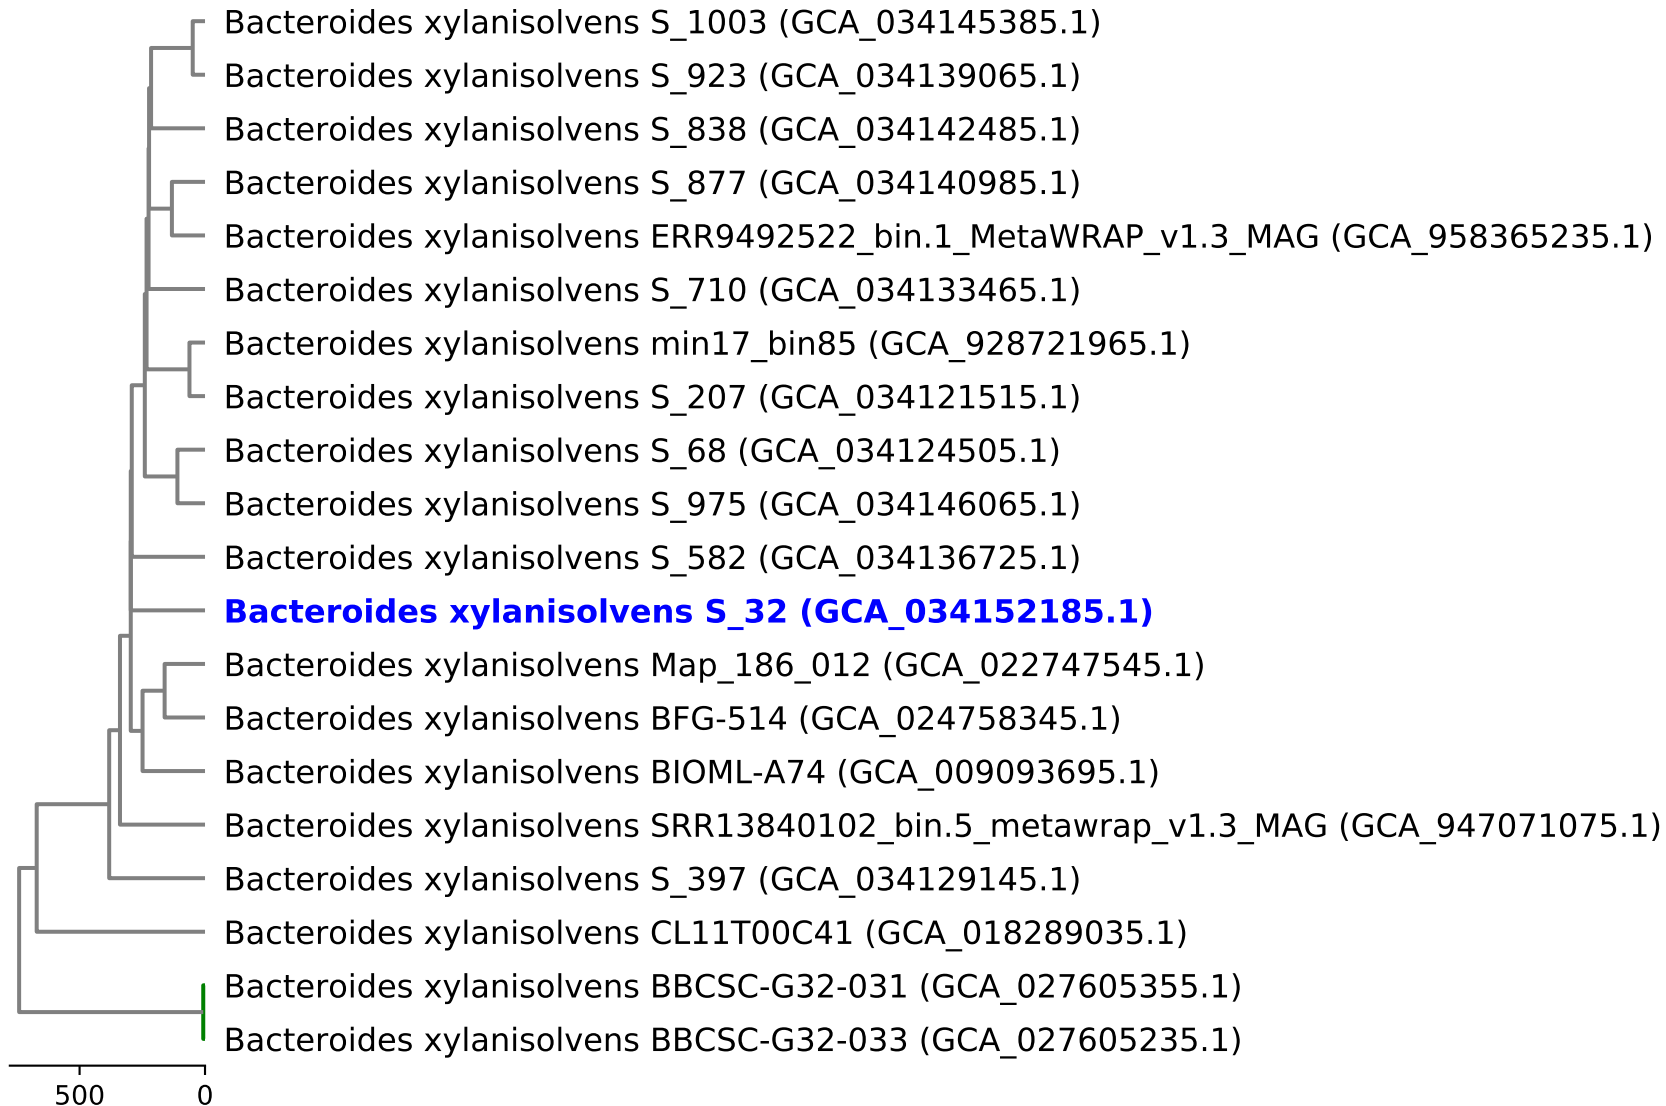 Bacteroides xylanisolvens S_1003 (GCA_034145385.1)
Bacteroides xylanisolvens S_923 (GCA_034139065.1)
Bacteroides xylanisolvens S_838 (GCA_034142485.1)
Bacteroides xylanisolvens S_877 (GCA_034140985.1)
Bacteroides xylanisolvens ERR9492522_bin.1_MetaWRAP_v1.3_MAG (GCA_958365235.1)
Bacteroides xylanisolvens S_710 (GCA_034133465.1)
Bacteroides xylanisolvens min17_bin85 (GCA_928721965.1)
Bacteroides xylanisolvens S_207 (GCA_034121515.1)
Bacteroides xylanisolvens S_68 (GCA_034124505.1)
Bacteroides xylanisolvens S_975 (GCA_034146065.1)
Bacteroides xylanisolvens S_582 (GCA_034136725.1)
Bacteroides xylanisolvens S_32 (GCA_034152185.1)
Bacteroides xylanisolvens Map_186_012 (GCA_022747545.1)
Bacteroides xylanisolvens BFG-514 (GCA_024758345.1)
Bacteroides xylanisolvens BIOML-A74 (GCA_009093695.1)
Bacteroides xylanisolvens SRR13840102_bin.5_metawrap_v1.3_MAG (GCA_947071075.1)
Bacteroides xylanisolvens S_397 (GCA_034129145.1)
Bacteroides xylanisolvens CL11T00C41 (GCA_018289035.1)
Bacteroides xylanisolvens BBCSC-G32-031 (GCA_027605355.1)
Bacteroides xylanisolvens BBCSC-G32-033 (GCA_027605235.1)
500 0